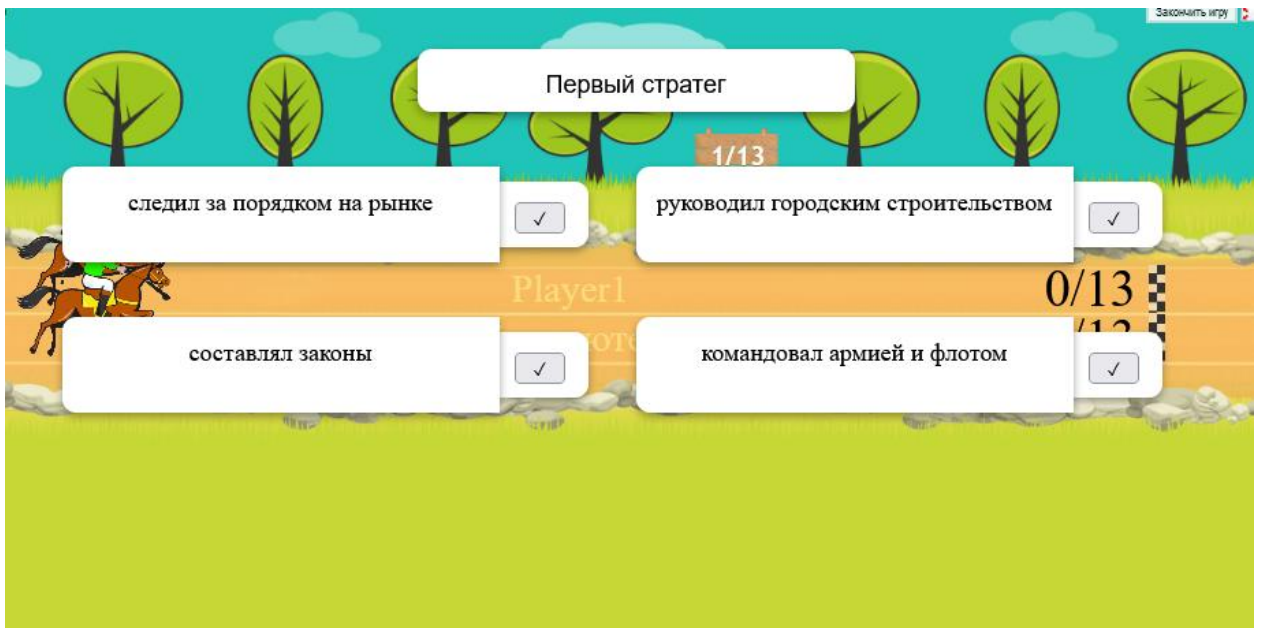 Закончить игру
Первый стратег
1/13
следил за порядком на рынке
✓
руководил городским строительством
✓
Player1
0/13
составлял законы
✓
командовал армией и флотом
✓